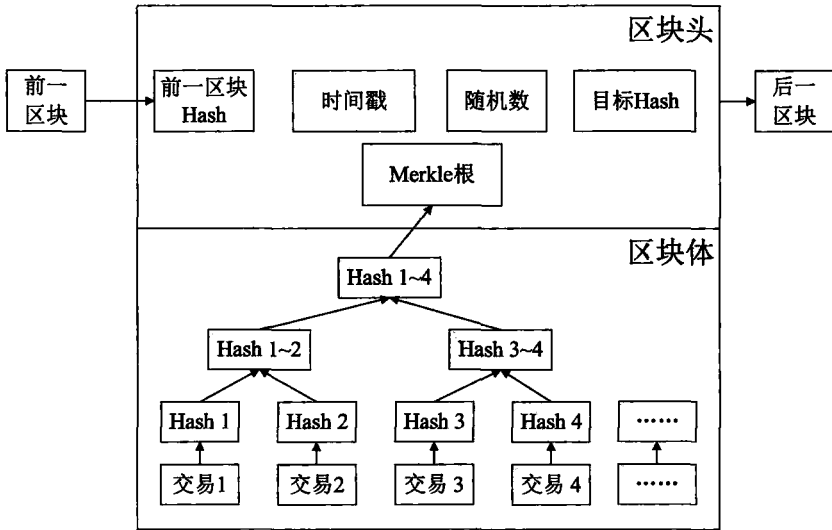 区块头
前一
区块
前一区块
Hash
时间戳
随机数
目标Hash
后一
区块
Merkle根
区块体
Hash 1~4
Hash 1~2
Hash 3~4
Hash 1
Hash 2
Hash 3
Hash 4
……
交易1
交易2
交易 3
交易 4
……